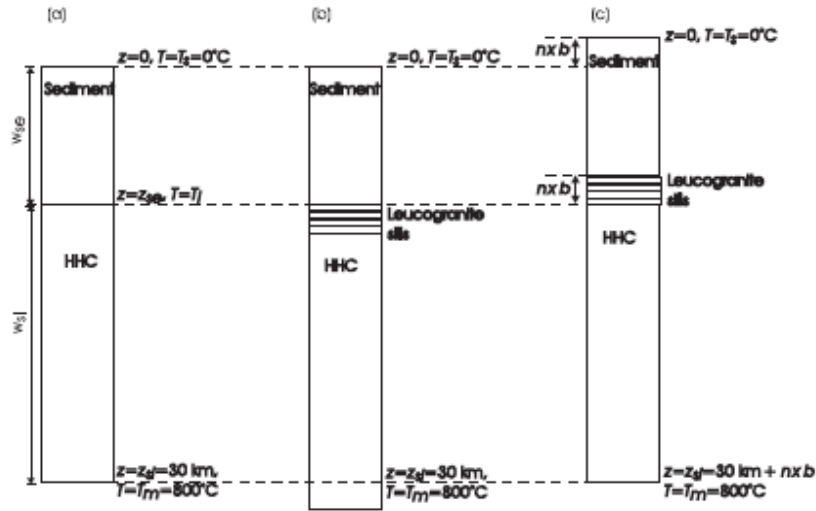 (a)
z=0, T=Ts=0°C
Sediment
wse
z=zse, T=Ti
HHC
wsl
z=zsl=30 km,
T=Tm=800°C
(b)
z=0, T=Ts=0°C
Sediment
Leucogranite
sills
HHC
z=zsl=30 km,
T=Tm=800°C
(c)
n x b
z=0, T=Ts=0°C
Sediment
n x b
Leucogranite
sills
HHC
z=zsl=30 km + n x b
T=Tm=800°C